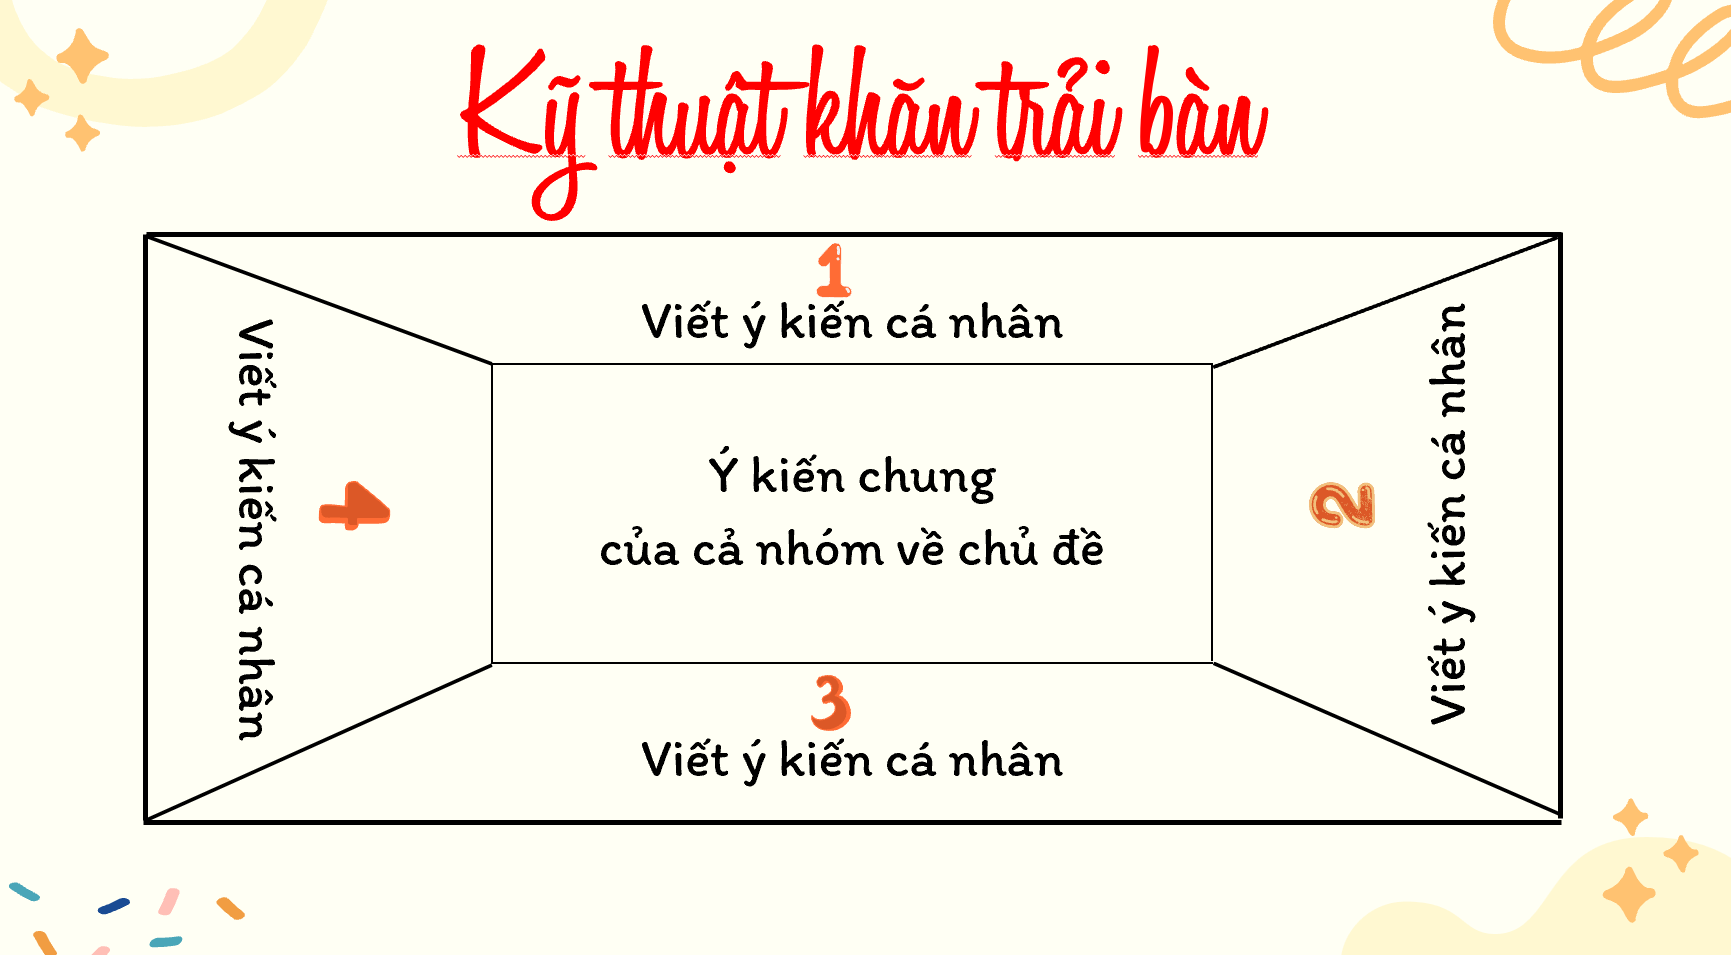 Kỹ thuật khăn trải bàn
1
Viết ý kiến cá nhân
4
Viết ý kiến cá nhân
Ý kiến chung
của cả nhóm về chủ đề
2
Viết ý kiến cá nhân
3
Viết ý kiến cá nhân